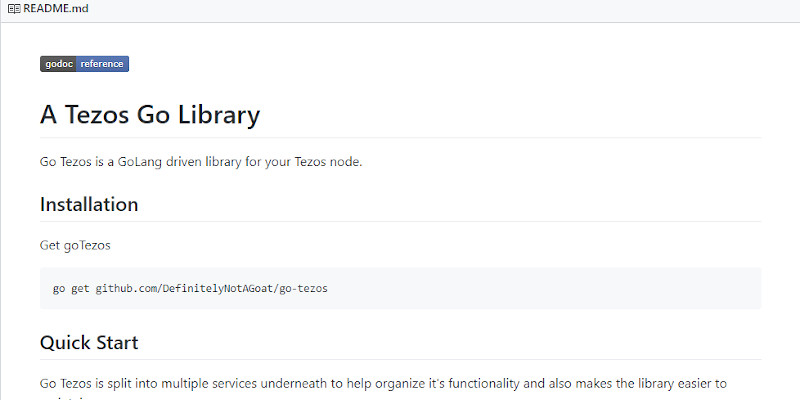 README.md
godoc reference
A Tezos Go Library
Go Tezos is a GoLang driven library for your Tezos node.
Installation
Get goTezos
go get github.com/DefinitelyNotAGoat/go-tezos
Quick Start
Go Tezos is split into multiple services underneath to help organize it's functionality and also makes the library easier to